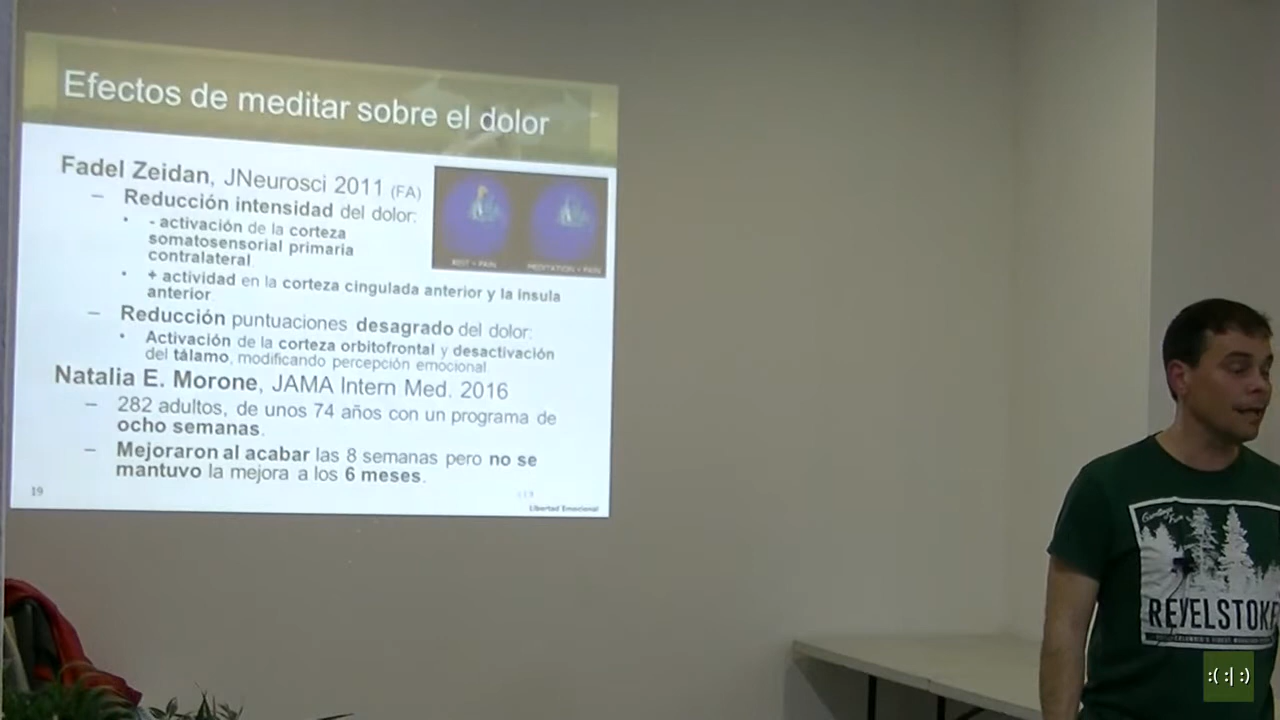 Efectos de meditar sobre el dolor
Fadel Zeidan, JNeurosci 2011 (FA)
– Reducción intensidad del dolor:
• - activación de la corteza
somatosensorial primaria
contralateral
• + actividad en la corteza cingulada anterior y la ínsula
anterior
– Reducción puntuaciones desagrado del dolor:
• Activación de la corteza orbitofrontal y desactivación
del tálamo, modificando percepción emocional
Natalia E. Morone, JAMA Intern Med. 2016
– 282 adultos, de unos 74 años con un programa de
ocho semanas.
– Mejoraron al acabar las 8 semanas pero no se
mantuvo la mejora a los 6 meses.
REST + PAIN
MEDITATION + PAIN
19
Libertad Emocional
REVELSTOK
:( :| :)